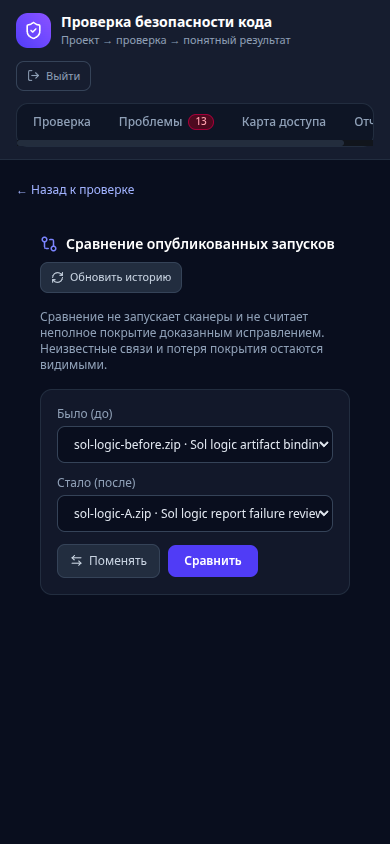 Проверка безопасности кода
Проект → проверка → понятный результат
Выйти
Проверка Проблемы 13 Карта доступа
← Назад к проверке
Сравнение опубликованных запусков
Обновить историю
Сравнение не запускает сканеры и не считает
неполное покрытие доказанным исправлением.
Неизвестные связи и потеря покрытия остаются
видимыми.
Было (до)
sol-logic-before.zip · Sol logic artifact bindin
Стало (после)
sol-logic-A.zip · Sol logic report failure review
Поменять Сравнить